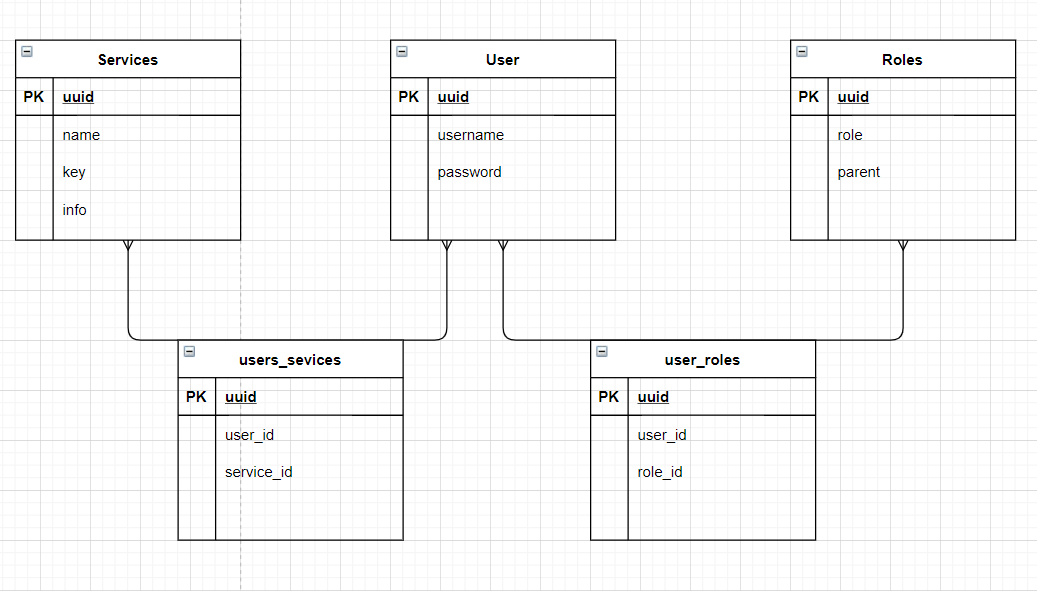 Services
PK uuid
name
key
info
User
PK uuid
username
password
Roles
PK uuid
role
parent
users_sevices
PK uuid
user_id
service_id
user_roles
PK uuid
user_id
role_id